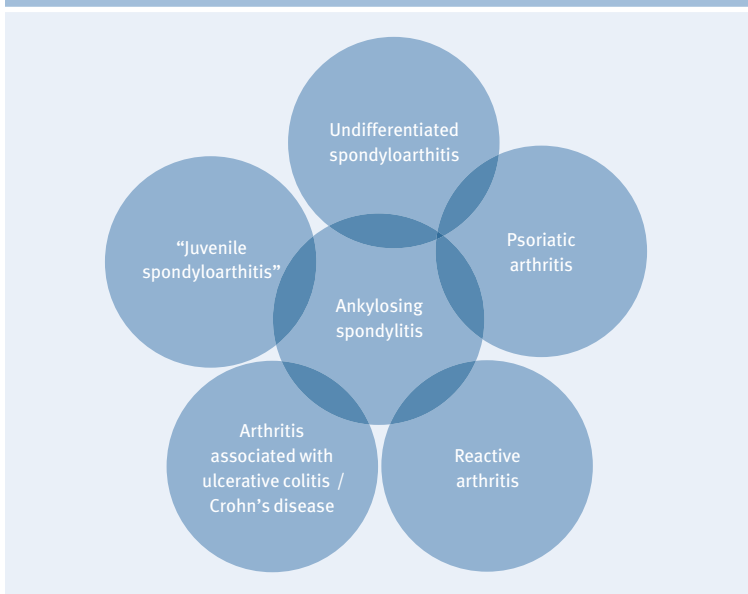 Undifferentiated
spondyloarthitis
Psoriatic
arthritis
“Juvenile
spondyloarthitis”
Ankylosing
spondylitis
Arthritis
associated with
ulcerative colitis /
Crohn’s disease
Reactive
arthritis